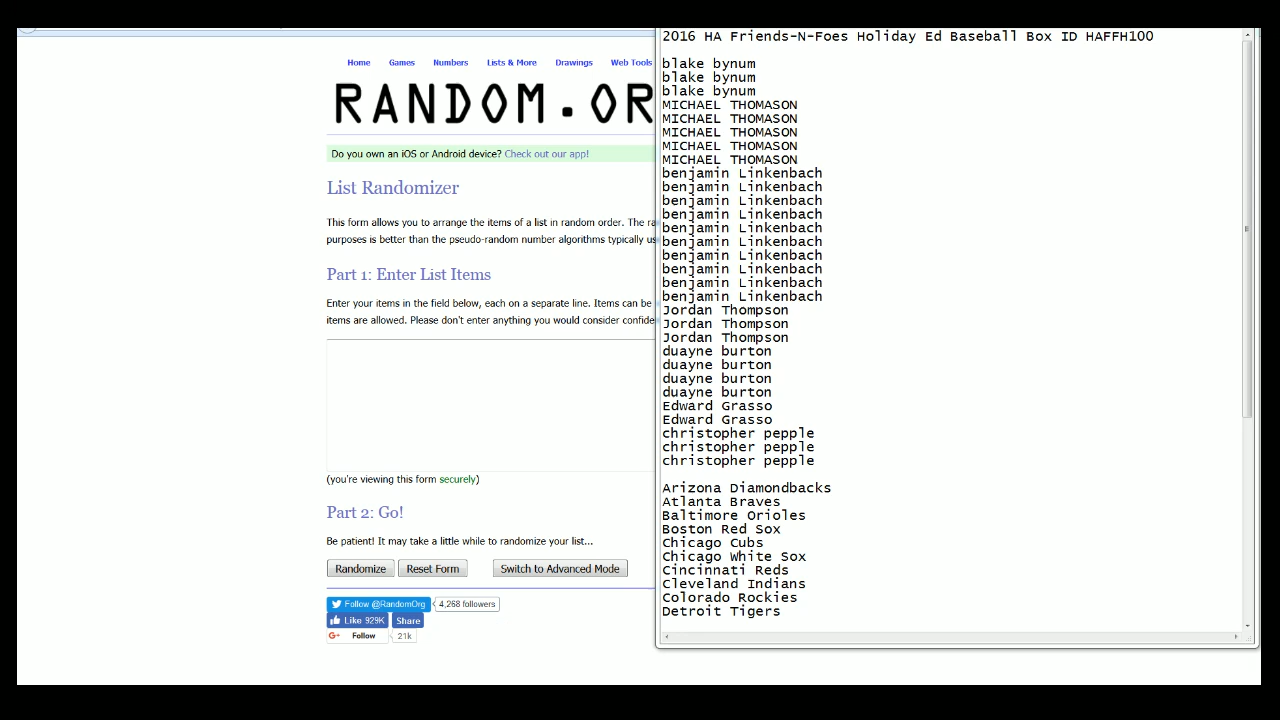 Home Games Numbers Lists & More Drawings Web Tools
RANDOM.OR
Do you own an iOS or Android device? Check out our app!
List Randomizer
This form allows you to arrange the items of a list in random order. The ra
purposes is better than the pseudo-random number algorithms typically us
Part 1: Enter List Items
Enter your items in the field below, each on a separate line. Items can be
items are allowed. Please don't enter anything you would consider confide
(you're viewing this form securely)
Part 2: Go!
Be patient! It may take a little while to randomize your list...
Randomize Reset Form Switch to Advanced Mode
Follow @RandomOrg 4,268 followers
Like 929K Share
Follow 21k
2016 HA Friends-N-Foes Holiday Ed Baseball Box ID HAFFH100
blake bynum
blake bynum
blake bynum
MICHAEL THOMASON
MICHAEL THOMASON
MICHAEL THOMASON
MICHAEL THOMASON
MICHAEL THOMASON
benjamin Linkenbach
benjamin Linkenbach
benjamin Linkenbach
benjamin Linkenbach
benjamin Linkenbach
benjamin Linkenbach
benjamin Linkenbach
benjamin Linkenbach
benjamin Linkenbach
benjamin Linkenbach
Jordan Thompson
Jordan Thompson
Jordan Thompson
duayne burton
duayne burton
duayne burton
duayne burton
Edward Grasso
Edward Grasso
christopher pepple
christopher pepple
christopher pepple
Arizona Diamondbacks
Atlanta Braves
Baltimore Orioles
Boston Red Sox
Chicago Cubs
Chicago White Sox
Cincinnati Reds
Cleveland Indians
Colorado Rockies
Detroit Tigers